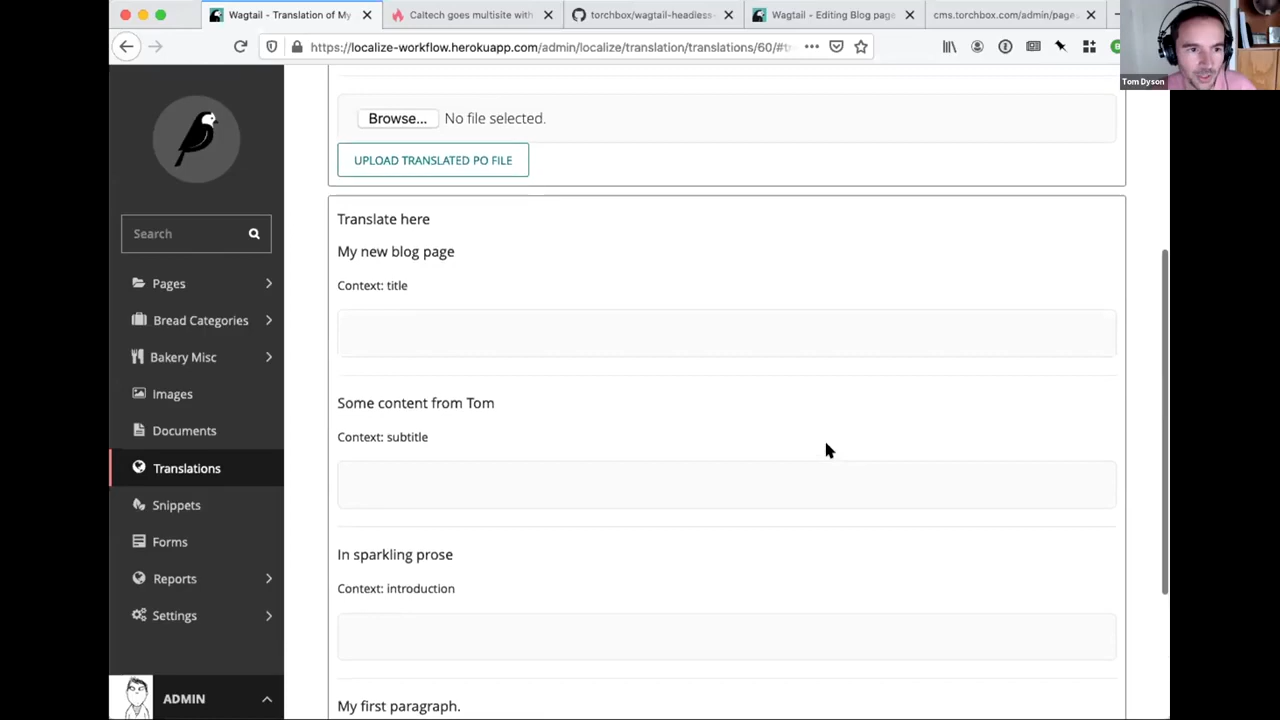 Wagtail - Translation of My
Caltech goes multisite with
torchbox/wagtail-headless-
Wagtail - Editing Blog page
cms.torchbox.com/admin/page
https://localize-workflow.herokuapp.com/admin/localize/translation/translations/60/#tr
Tom Dyson
Browse... No file selected.
UPLOAD TRANSLATED PO FILE
Search
Pages
Bread Categories
Bakery Misc
Images
Documents
Translations
Snippets
Forms
Reports
Settings
ADMIN
Translate here
My new blog page
Context: title
Some content from Tom
Context: subtitle
In sparkling prose
Context: introduction
My first paragraph.